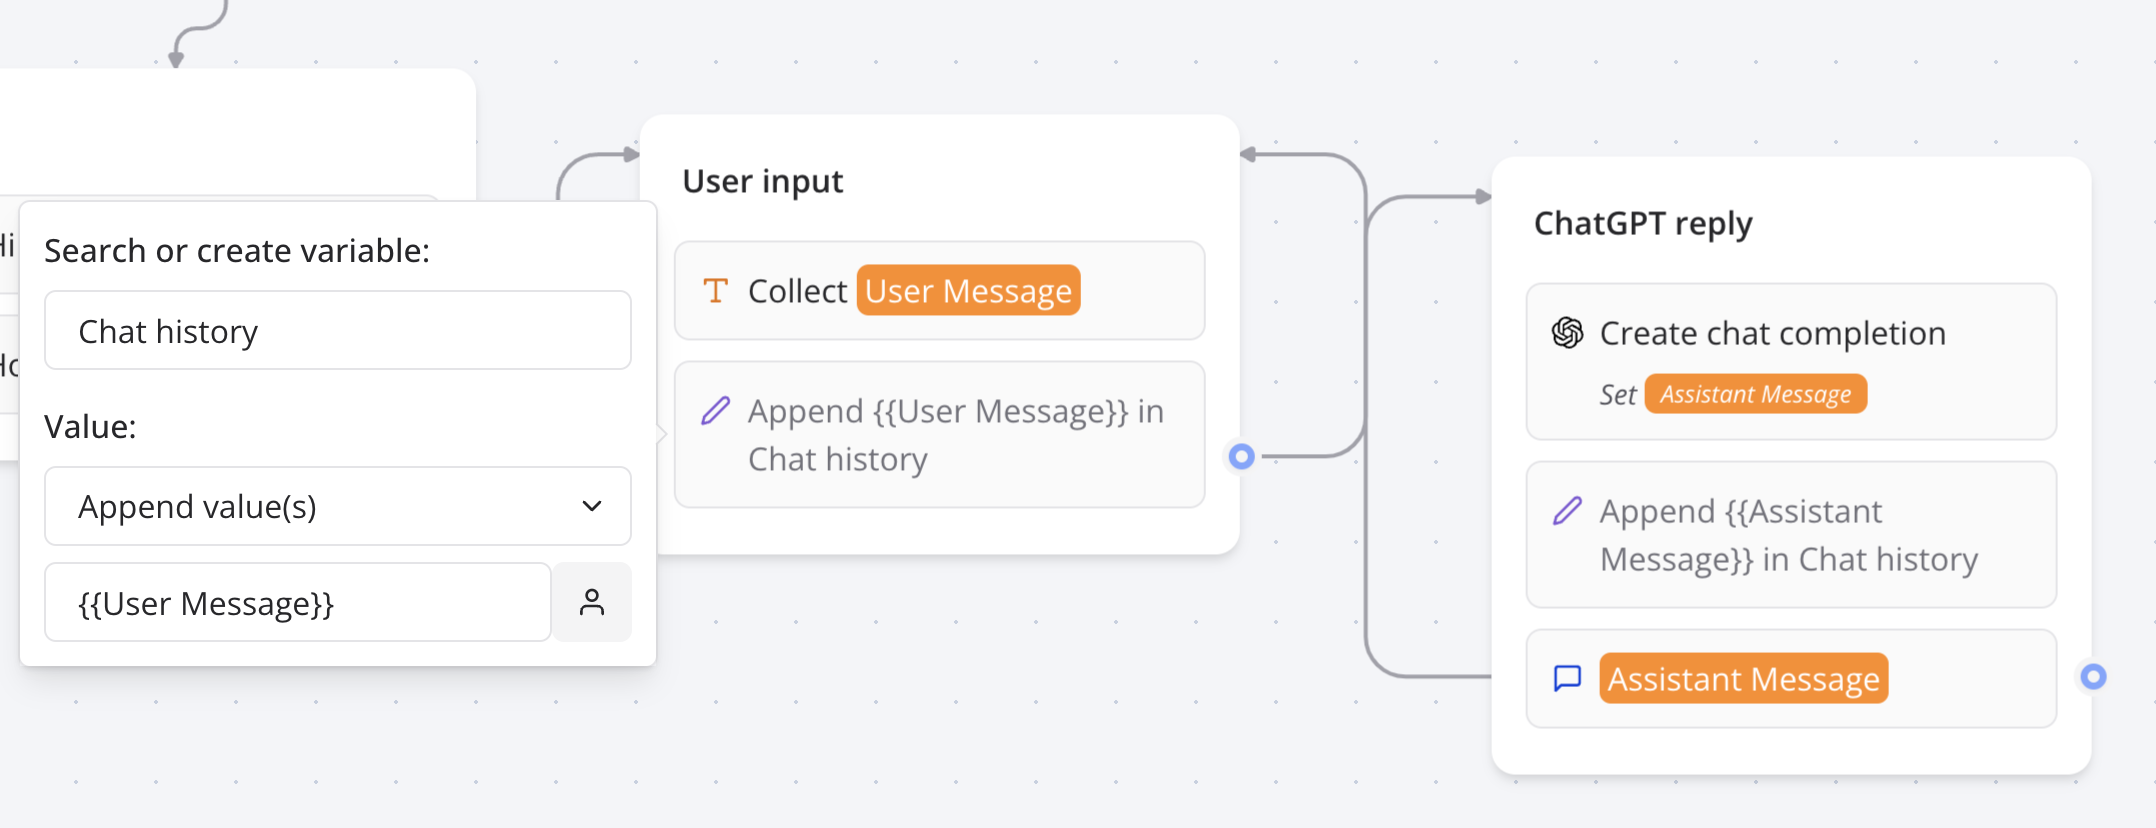 Hi
Search or create variable:
Chat history
Value:
Append value(s)
{{User Message}}
User input
Collect User Message
Append {{User Message}} in
Chat history
ChatGPT reply
Create chat completion
Set Assistant Message
Append {{Assistant
Message}} in Chat history
Assistant Message